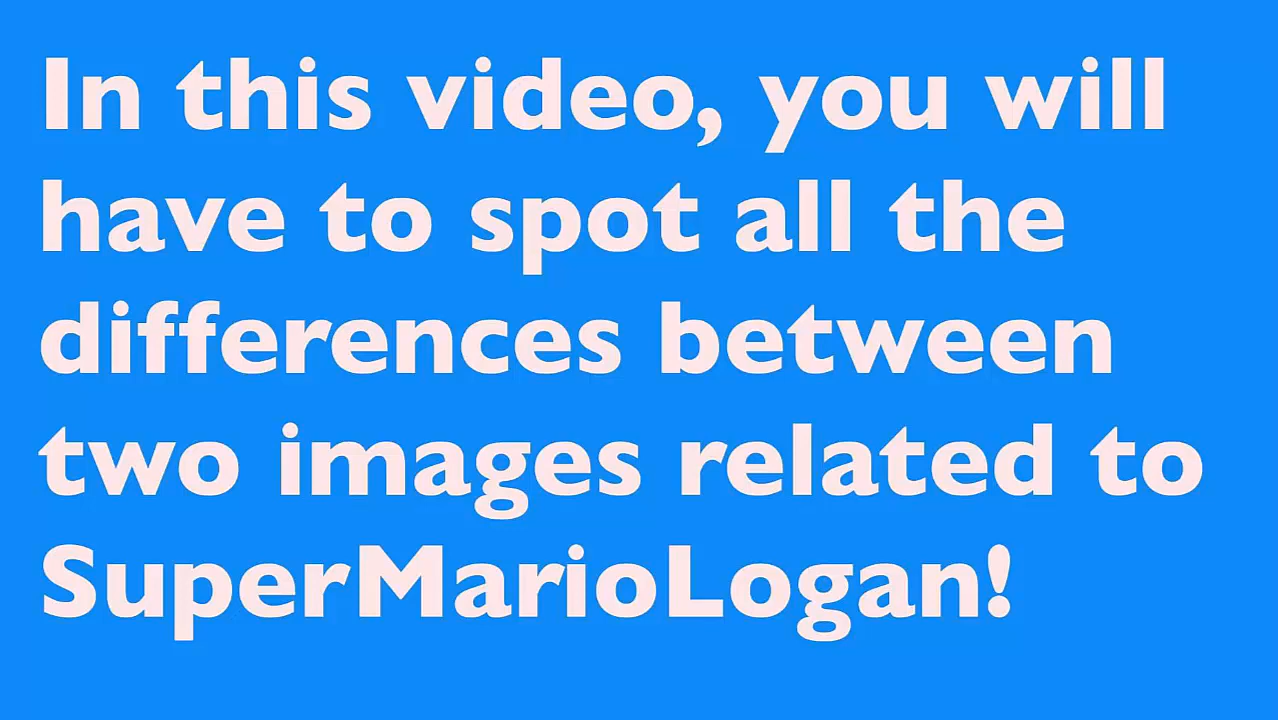 In this video, you will
have to spot all the
differences between
two images related to
SuperMarioLogan!